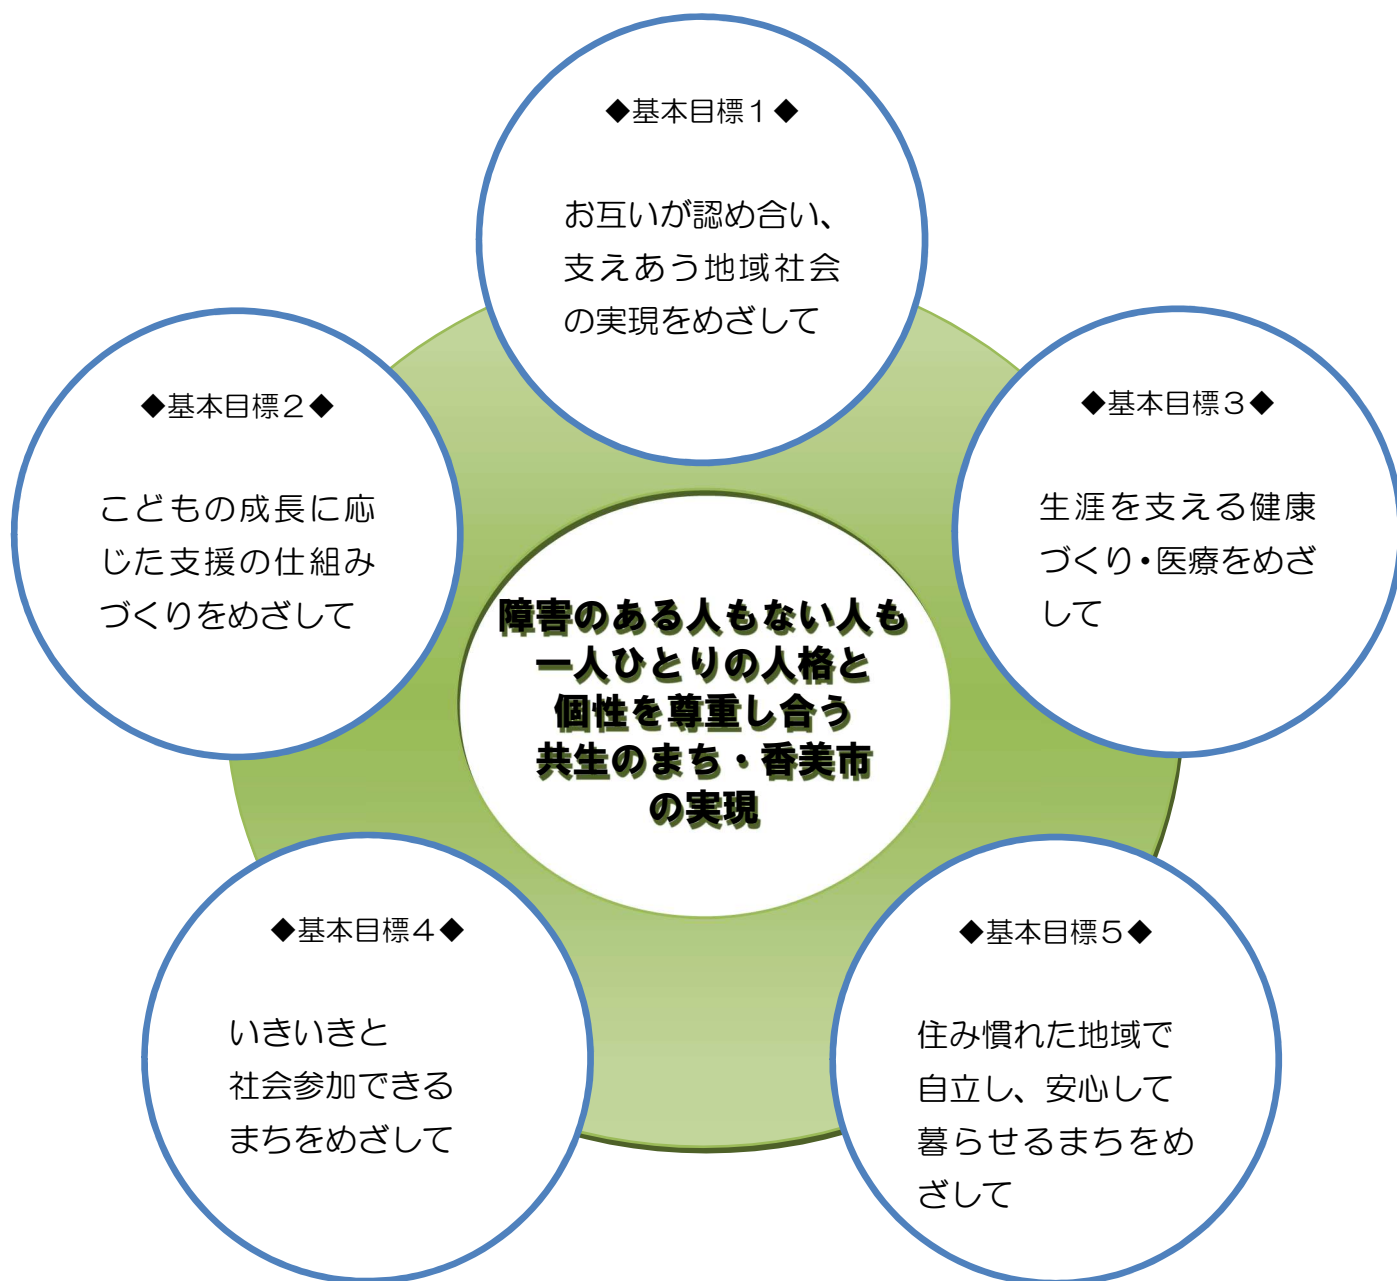 ◆基本目標１◆
お互いが認め合い、
支えあう地域社会
の実現をめざして
◆基本目標２◆
こどもの成長に応
じた支援の仕組み
づくりをめざして
◆基本目標３◆
生涯を支える健康
づくり・医療をめざ
して
障害のある人もない人も
一人ひとりの人格と
個性を尊重し合う
共生のまち・香美市
の実現
◆基本目標４◆
いきいきと
社会参加できる
まちをめざして
◆基本目標５◆
住み慣れた地域で
自立し、安心して
暮らせるまちをめ
ざして